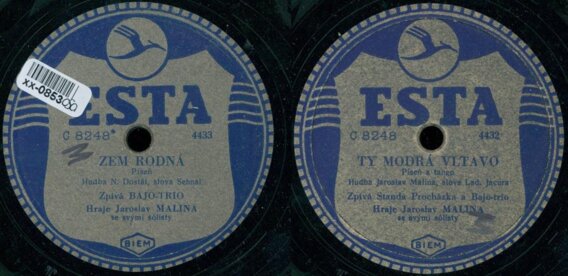 XX-085300
ESTA
C 8248*
4433
ZEM RODNÁ
Píseň
Hudba N. Dostál, slova Sehnal
Zpívá BAJO-TRIO
Hraje Jaroslav MALINA
se svými sólisty
BIEM
ESTA
C 8248
4432
TY MODRÁ VLTAVO
Píseň a tango
Hudba Jaroslav Malina, slova Lad. Jacura
Zpívá Standa Procházka a Bajo-trio
Hraje Jaroslav MALINA
se svými sólisty
BIEM